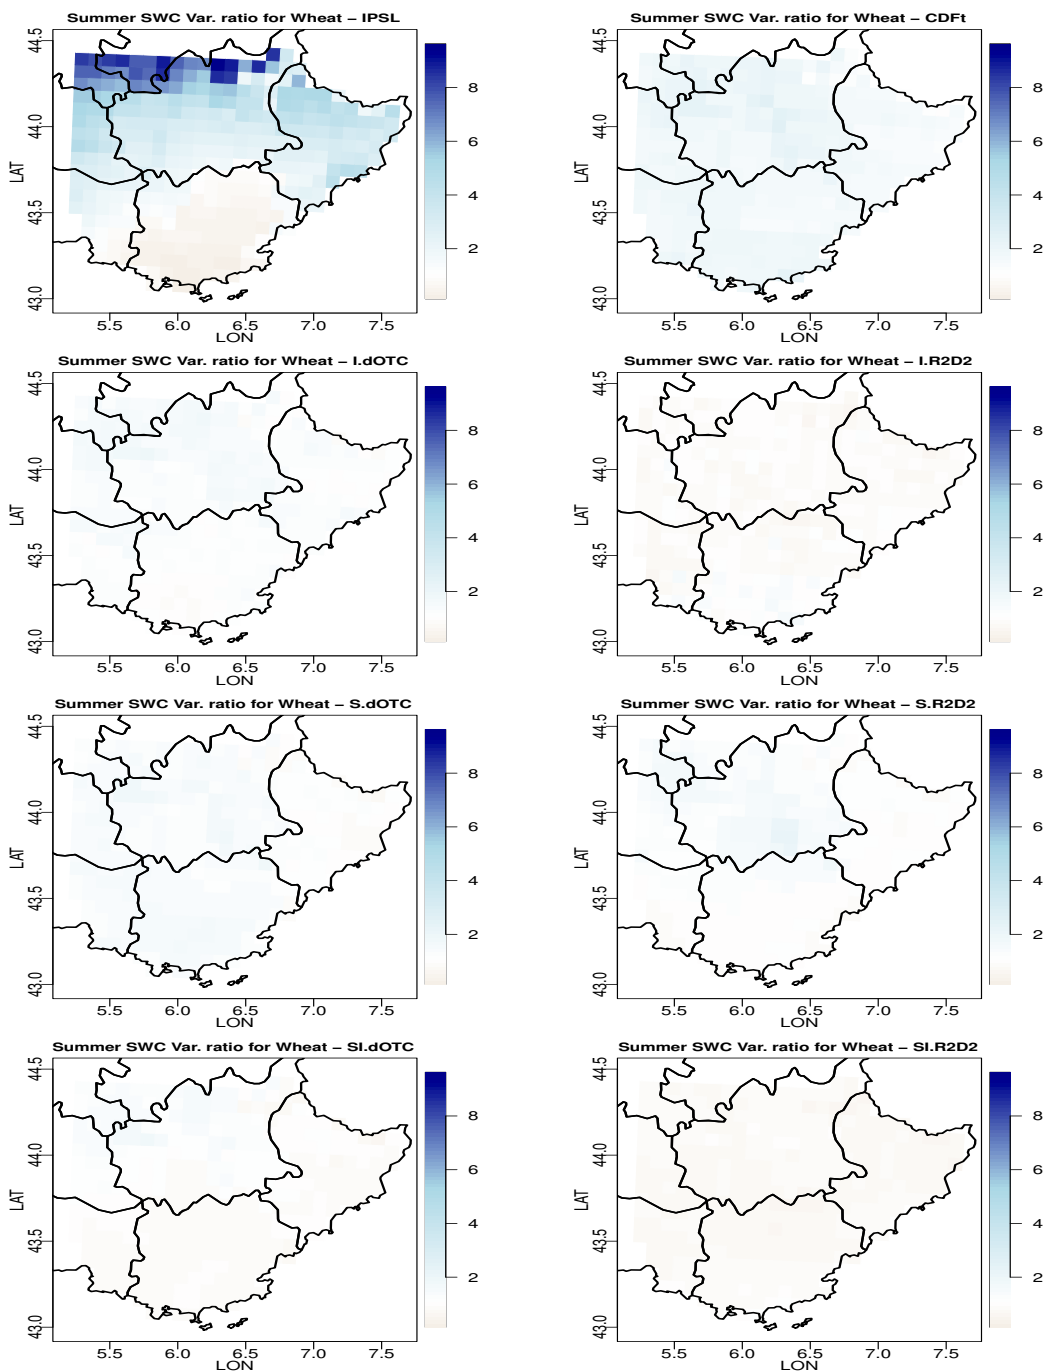 Summer SWC Var. ratio for Wheat – IPSL
LAT
44.5
44.0
43.5
43.0
8
6
4
2
5.5 6.0 6.5 7.0 7.5
LON
Summer SWC Var. ratio for Wheat – CDFt
LAT
44.5
44.0
43.5
43.0
8
6
4
2
5.5 6.0 6.5 7.0 7.5
LON
Summer SWC Var. ratio for Wheat – I.dOTC
LAT
44.5
44.0
43.5
43.0
8
6
4
2
5.5 6.0 6.5 7.0 7.5
LON
Summer SWC Var. ratio for Wheat – I.R2D2
LAT
44.5
44.0
43.5
43.0
8
6
4
2
5.5 6.0 6.5 7.0 7.5
LON
Summer SWC Var. ratio for Wheat – S.dOTC
LAT
44.5
44.0
43.5
43.0
8
6
4
2
5.5 6.0 6.5 7.0 7.5
LON
Summer SWC Var. ratio for Wheat – S.R2D2
LAT
44.5
44.0
43.5
43.0
8
6
4
2
5.5 6.0 6.5 7.0 7.5
LON
Summer SWC Var. ratio for Wheat – SI.dOTC
LAT
44.5
44.0
43.5
43.0
8
6
4
2
5.5 6.0 6.5 7.0 7.5
LON
Summer SWC Var. ratio for Wheat – SI.R2D2
LAT
44.5
44.0
43.5
43.0
8
6
4
2
5.5 6.0 6.5 7.0 7.5
LON